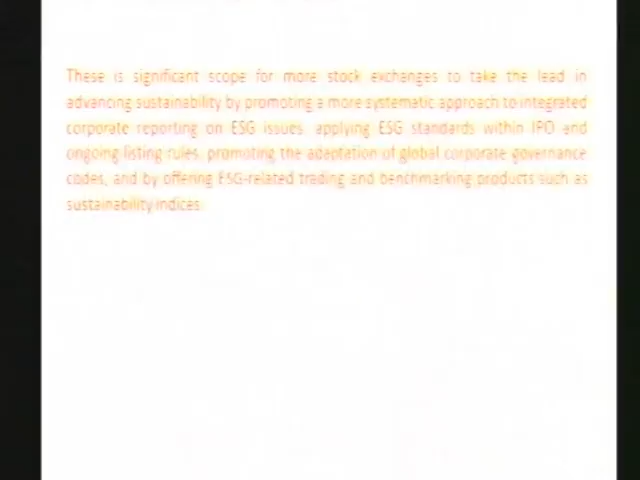 These is significant scope for more stock exchanges to take the lead in
advancing sustainability by promoting a more systematic approach to integrated
corporate reporting on ESG issues, applying ESG standards within IPO and
ongoing listing rules, promoting the adaptation of global corporate governance
codes, and by offering ESG-related trading and benchmarking products such as
sustainability indices.